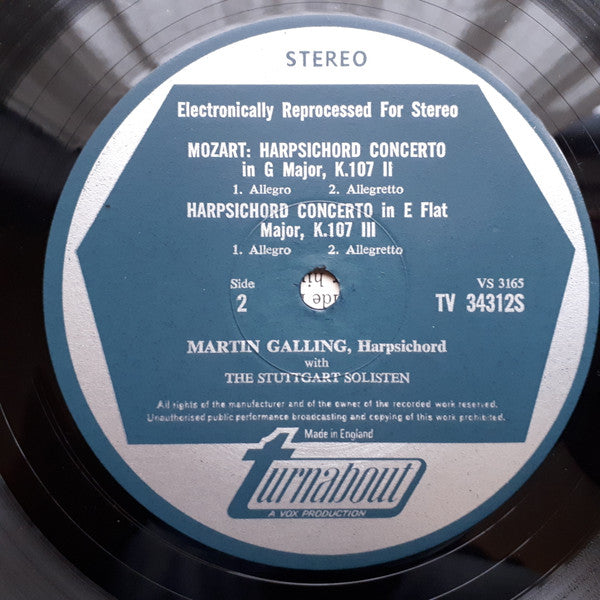 STEREO
Electronically Reprocessed For Stereo
MOZART: HARPSICHORD CONCERTO
in G Major, K.107 II
1. Allegro 2. Allegretto
HARPSICHORD CONCERTO in E Flat
Major, K.107 III
1. Allegro 2. Allegretto
Side
2
VS 3165
TV 34312S
MARTIN GALLING, Harpsichord
with
THE STUTTGART SOLISTEN
All rights of the manufacturer and of the owner of the recorded work reserved.
Unauthorised public performance broadcasting and copying of this work prohibited.
Made in England
turnabout
A VOX PRODUCTION